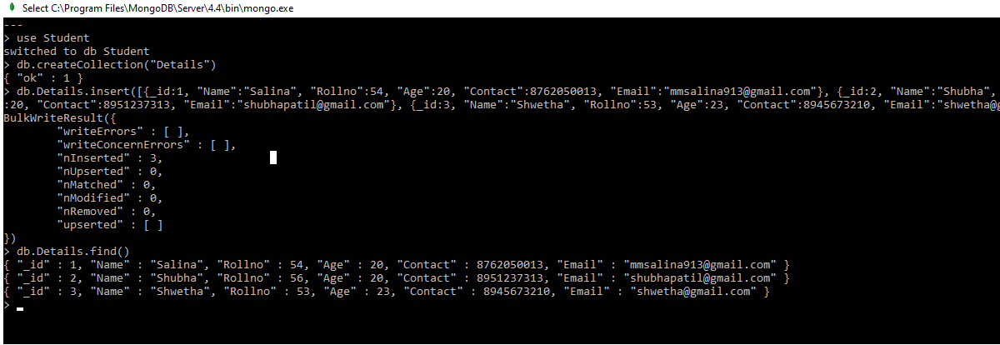 Select C:\Program Files\MongoDB\Server\4.4\bin\mongo.exe
---
> use Student
switched to db Student
> db.createCollection("Details")
{ "ok" : 1 }
> db.Details.insert([{_id:1, "Name":"Salina", "Rollno":54, "Age":20, "Contact":8762050013, "Email":"mmsalina913@gmail.com"}, {_id:2, "Name":"Shubha",
:20, "Contact":8951237313, "Email":"shubhapatil@gmail.com"}, {_id:3, "Name":"Shwetha", "Rollno":53, "Age":23, "Contact":8945673210, "Email":"shwetha@g
BulkWriteResult({
        "writeErrors" : [ ],
        "writeConcernErrors" : [ ],
        "nInserted" : 3,
        "nUpserted" : 0,
        "nMatched" : 0,
        "nModified" : 0,
        "nRemoved" : 0,
        "upserted" : [ ]
})
> db.Details.find()
{ "_id" : 1, "Name" : "Salina", "Rollno" : 54, "Age" : 20, "Contact" : 8762050013, "Email" : "mmsalina913@gmail.com" }
{ "_id" : 2, "Name" : "Shubha", "Rollno" : 56, "Age" : 20, "Contact" : 8951237313, "Email" : "shubhapatil@gmail.com" }
{ "_id" : 3, "Name" : "Shwetha", "Rollno" : 53, "Age" : 23, "Contact" : 8945673210, "Email" : "shwetha@gmail.com" }
>